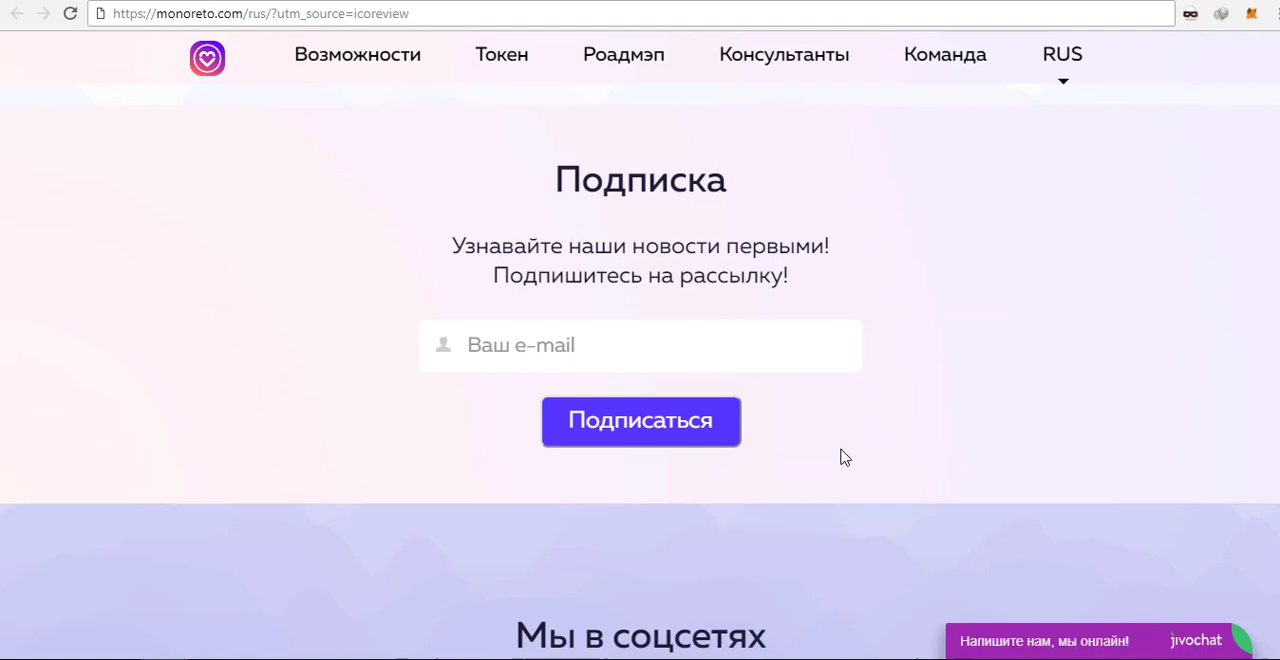 https://monoreto.com/rus/?utm_source=icoreview
Возможности Токен Роадмэп Консультанты Команда RUS
Подписка
Узнавайте наши новости первыми!
Подпишитесь на рассылку!
Ваш e-mail
Подписаться
Мы в соцсетях
Напишите нам, мы онлайн! jivochat